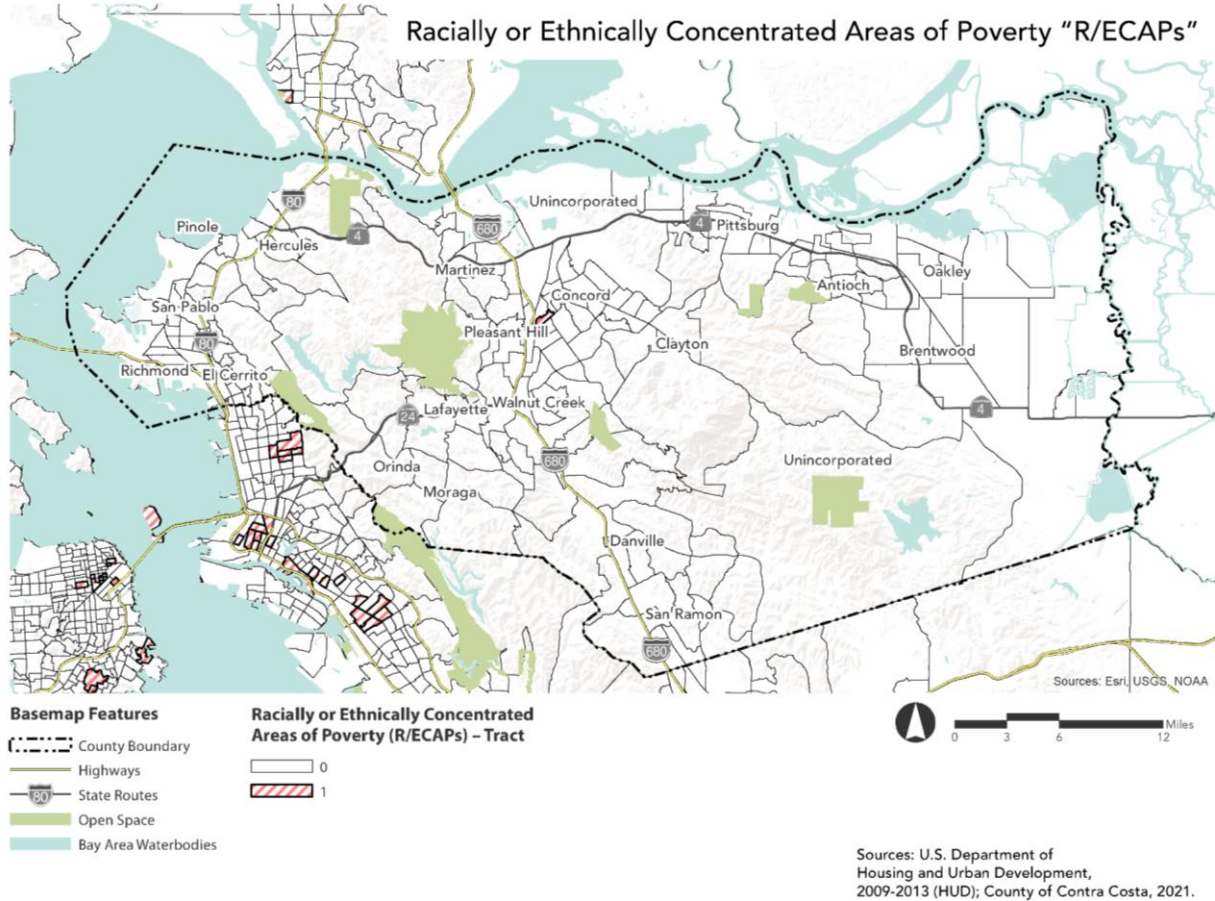 Racially or Ethnically Concentrated Areas of Poverty “R/ECAPs”
80
Unincorporated
Pinole
680
4
Pittsburg
4
Hercules
Martinez
Oakley
Antioch
Concord
San Pablo
Pleasant Hill
80
Clayton
Brentwood
Richmond
El Cerrito
Lafayette
Walnut Creek
24
4
Orinda
680
Unincorporated
Moraga
Danville
San Ramon
680
Sources: Esri, USGS, NOAA
Basemap Features
County Boundary
Highways
80
State Routes
Open Space
Bay Area Waterbodies
Racially or Ethnically Concentrated
Areas of Poverty (R/ECAPs) – Tract
0
1
Miles
0 3 6 12
Sources: U.S. Department of
Housing and Urban Development,
2009-2013 (HUD); County of Contra Costa, 2021.